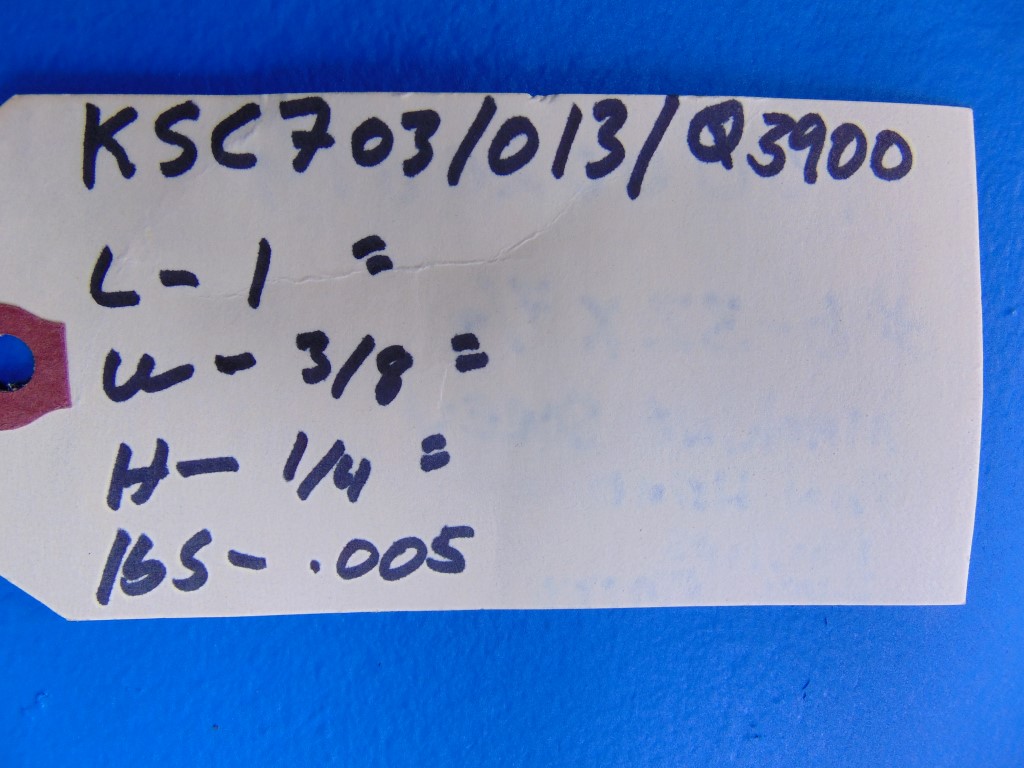 KSC703/013/Q3900
L - 1"
W - 3/8"
H - 1/4"
lbs - .005